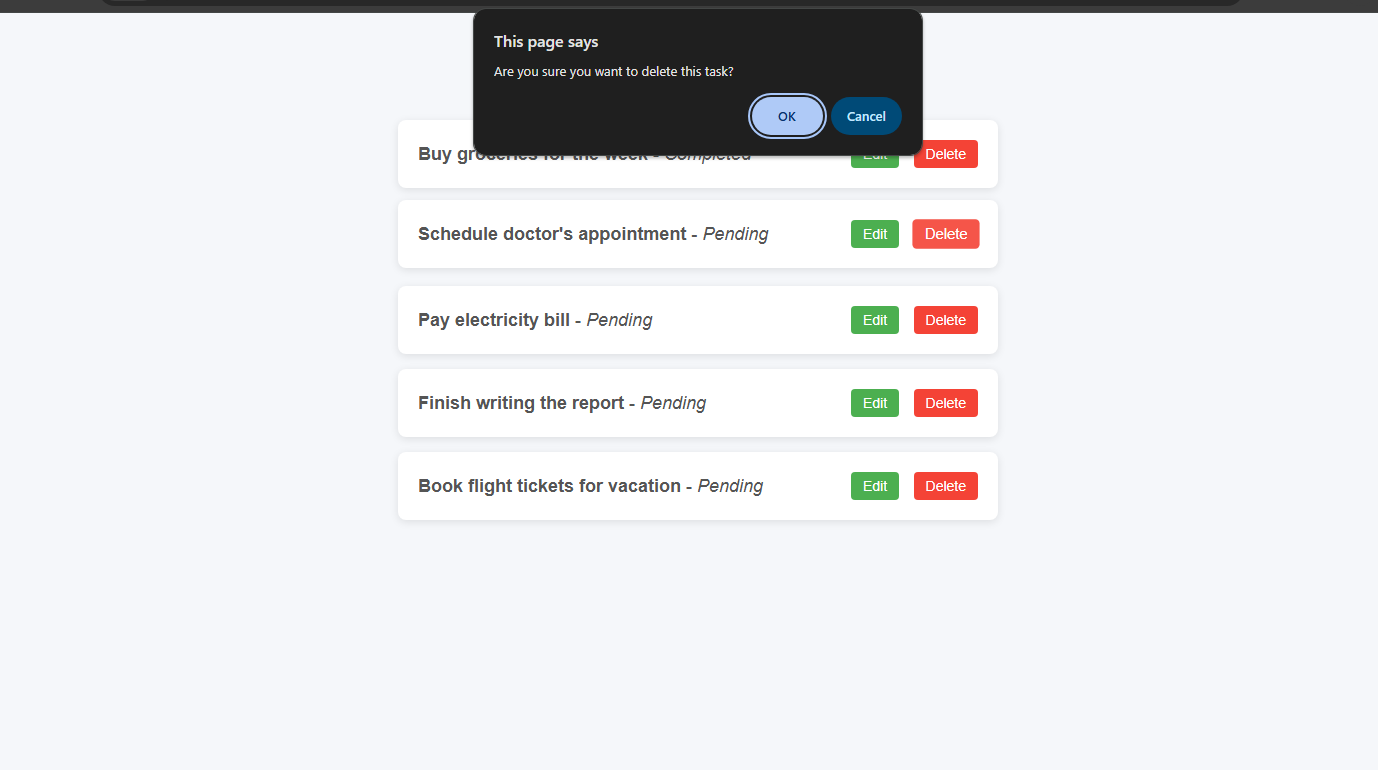 This page says
Are you sure you want to delete this task?
OK Cancel
Buy groceries for the week - Completed Edit Delete
Schedule doctor's appointment - Pending Edit Delete
Pay electricity bill - Pending Edit Delete
Finish writing the report - Pending Edit Delete
Book flight tickets for vacation - Pending Edit Delete